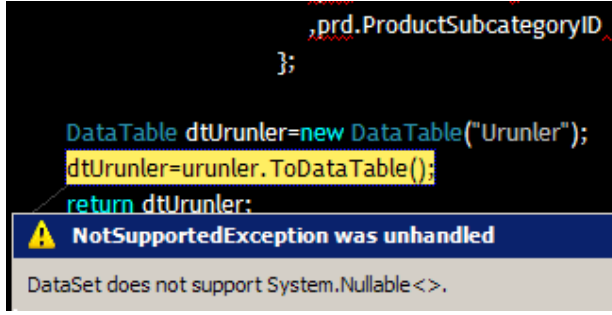 ,prd.ProductSubcategoryID
};
DataTable dtUrunler=new DataTable("Urunler");
dtUrunler=urunler.ToDataTable();
return dtUrunler;
NotSupportedException was unhandled
DataSet does not support System.Nullable<>.